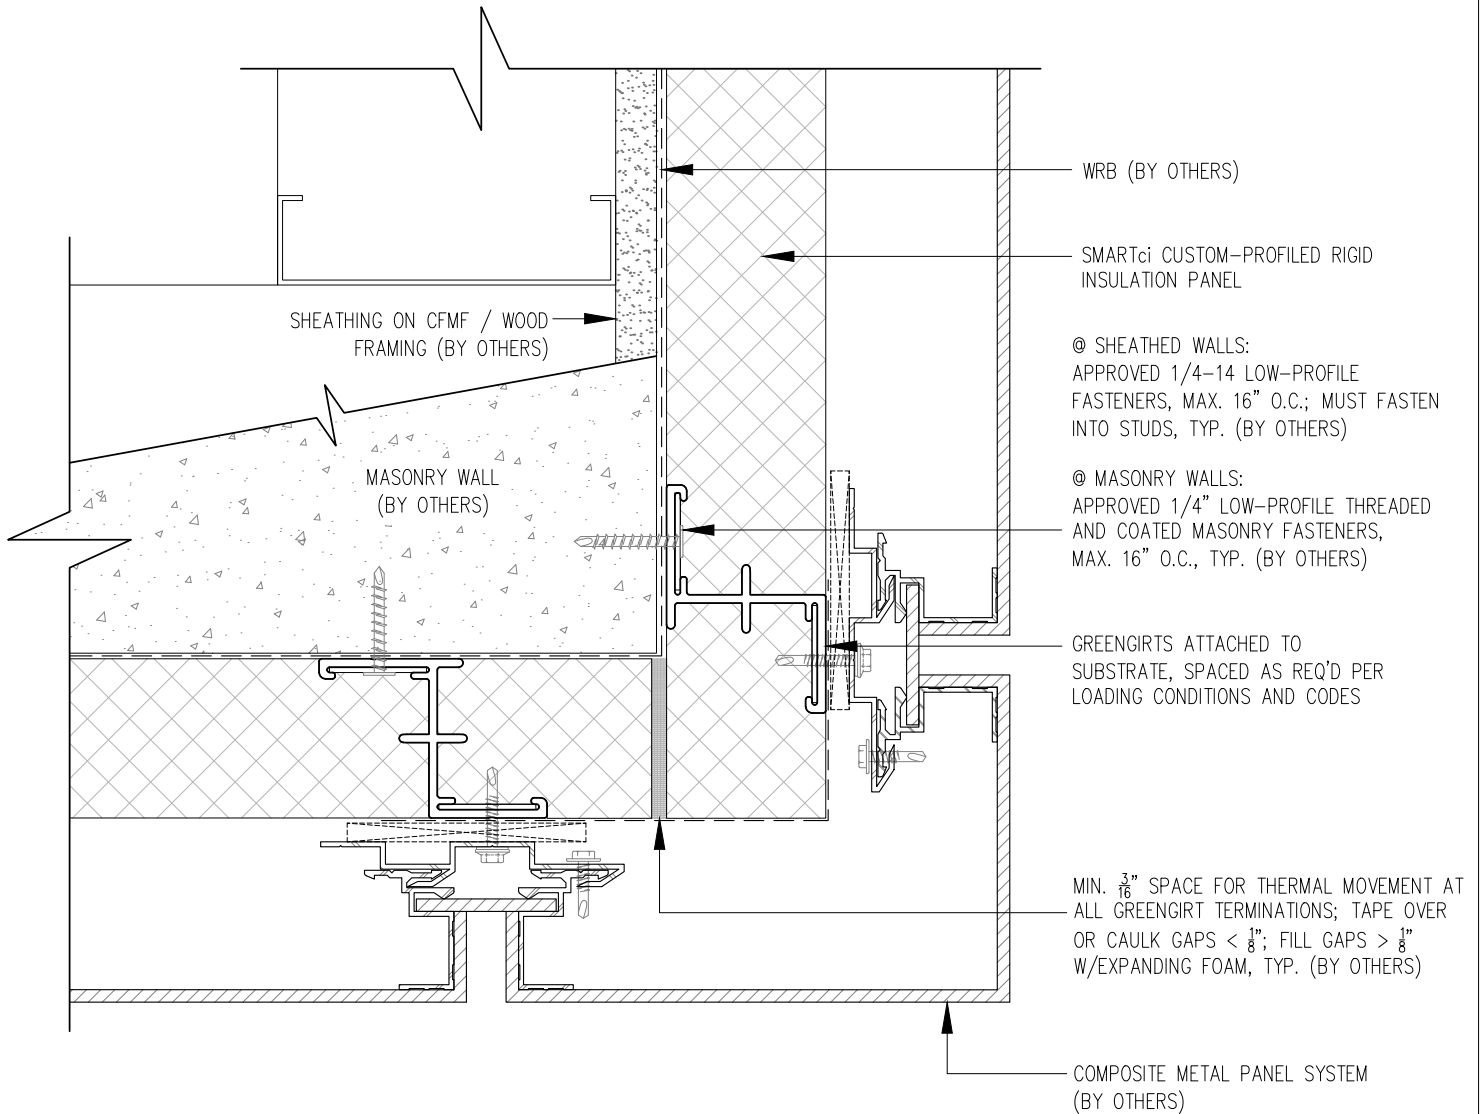 WRB (BY OTHERS)
SMARTci CUSTOM-PROFILED RIGID
INSULATION PANEL
SHEATHING ON CFMF / WOOD
FRAMING (BY OTHERS)
@ SHEATHED WALLS:
APPROVED 1/4-14 LOW-PROFILE
FASTENERS, MAX. 16" O.C.; MUST FASTEN
INTO STUDS, TYP. (BY OTHERS)
MASONRY WALL
(BY OTHERS)
@ MASONRY WALLS:
APPROVED 1/4" LOW-PROFILE THREADED
AND COATED MASONRY FASTENERS,
MAX. 16" O.C., TYP. (BY OTHERS)
GREENGIRTS ATTACHED TO
SUBSTRATE, SPACED AS REQ'D PER
LOADING CONDITIONS AND CODES
MIN. 3/16" SPACE FOR THERMAL MOVEMENT AT
ALL GREENGIRT TERMINATIONS; TAPE OVER
OR CAULK GAPS < 1/8"; FILL GAPS > 1/8"
W/EXPANDING FOAM, TYP. (BY OTHERS)
COMPOSITE METAL PANEL SYSTEM
(BY OTHERS)